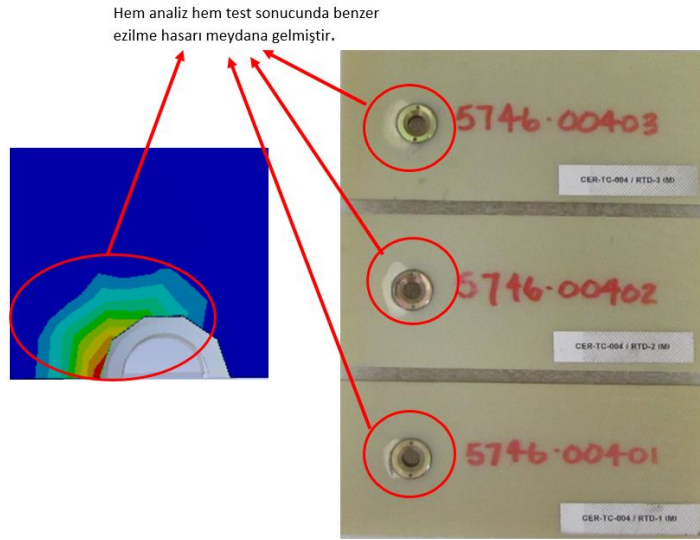 Hem analiz hem test sonucunda benzer
ezilme hasarı meydana gelmiştir.
5746-00403
CER-TC-004 / RTD-3 (M)
5746-00402
CER-TC-004 / RTD-2 (M)
5746-00401
CER-TC-004 / RTD-1 (M)